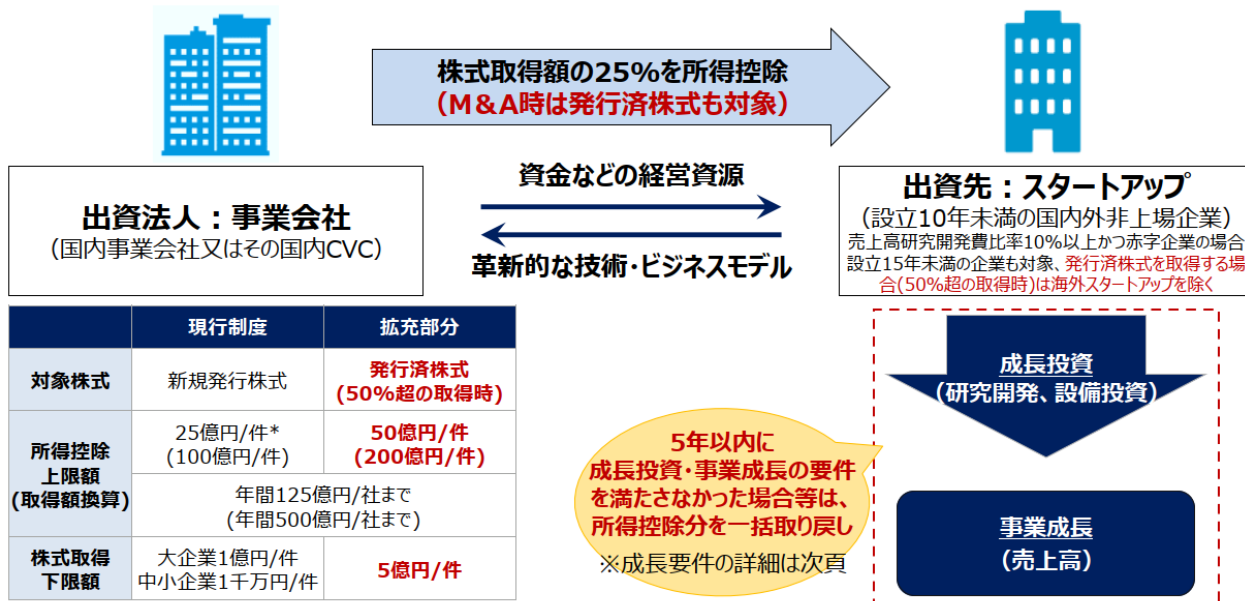 株式取得額の25%を所得控除
（M＆A時は発行済株式も対象）
出資法人：事業会社
（国内事業会社又はその国内CVC）
資金などの経営資源
革新的な技術・ビジネスモデル
出資先：スタートアップ
（設立10年未満の国内外非上場企業）
売上高研究開発費比率10%以上かつ赤字企業の場合
設立15年未満の企業も対象、発行済株式を取得する場
合(50%超の取得時)は海外スタートアップを除く
現行制度 拡充部分
対象株式 新規発行株式 発行済株式
(50%超の取得時)
所得控除
上限額
(取得額換算)
25億円/件*
(100億円/件)
50億円/件
(200億円/件)
年間125億円/社まで
(年間500億円/社まで)
株式取得
下限額
大企業1億円/件
中小企業1千万円/件
5億円/件
5年以内に
成長投資・事業成長の要件
を満たさなかった場合等は、
所得控除分を一括取り戻し
※成長要件の詳細は次頁
成長投資
（研究開発、設備投資）
事業成長
（売上高）